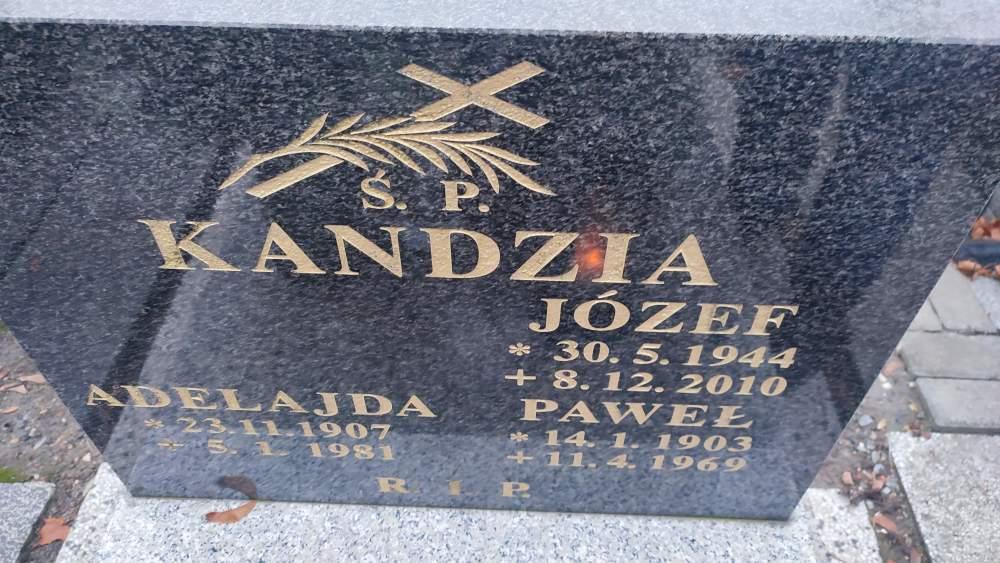 Ś. P.
KANDZIA
JÓZEF
* 30. 5. 1944
+ 8. 12. 2010
ADELAJDA
* 23.11.1907
+ 5. 1. 1981
PAWEŁ
* 14. 1. 1903
+ 11. 4. 1969
R. I P.